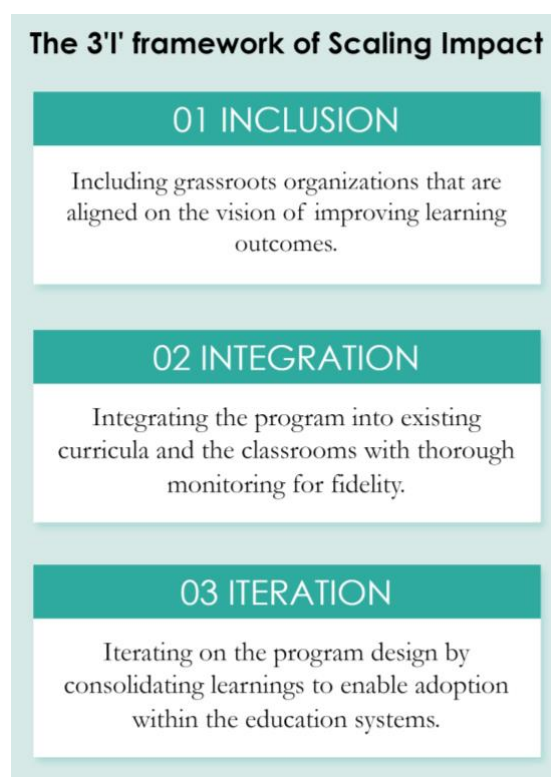 The 3'I' framework of Scaling Impact
01 INCLUSION
Including grassroots organizations that are
aligned on the vision of improving learning
outcomes.
02 INTEGRATION
Integrating the program into existing
curricula and the classrooms with thorough
monitoring for fidelity.
03 ITERATION
Iterating on the program design by
consolidating learnings to enable adoption
within the education systems.